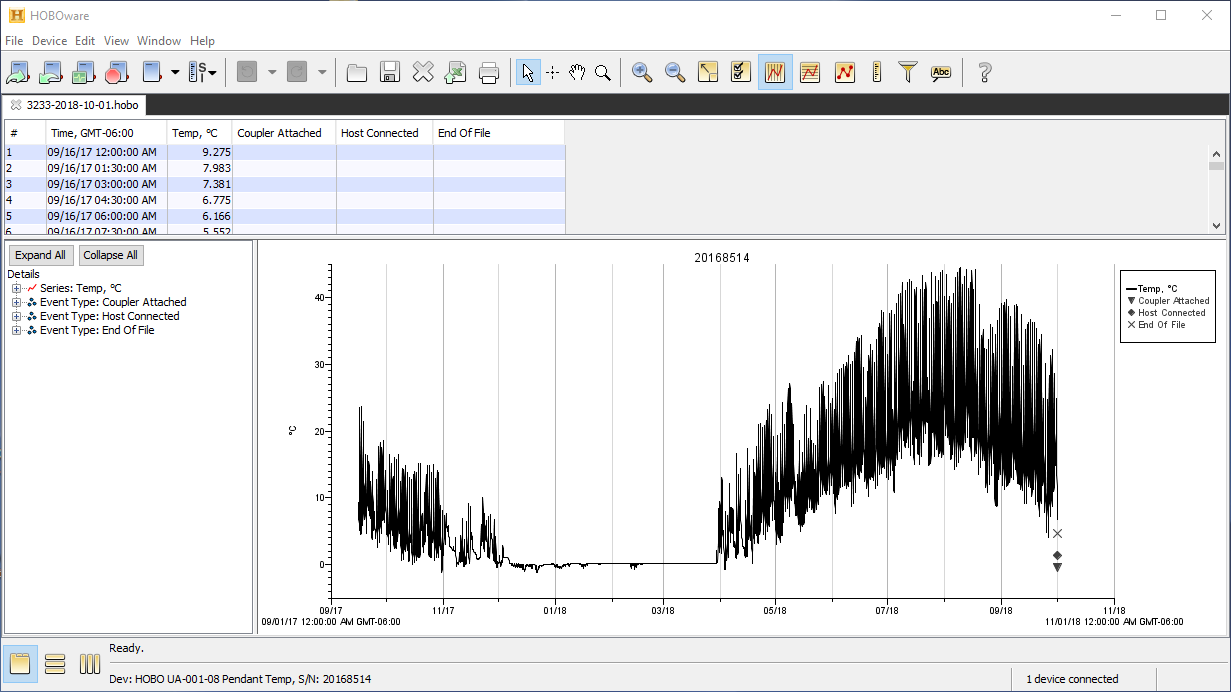 HOBOware
File Device Edit View Window Help
S
I
Abc
?
3233-2018-10-01.hobo
# Time, GMT-06:00 Temp, °C Coupler Attached Host Connected End Of File
1 09/16/17 12:00:00 AM 9.275
2 09/16/17 01:30:00 AM 7.983
3 09/16/17 03:00:00 AM 7.381
4 09/16/17 04:30:00 AM 6.775
5 09/16/17 06:00:00 AM 6.166
6 09/16/17 07:30:00 AM 5.552
Expand All Collapse All
Details
Series: Temp, °C
Event Type: Coupler Attached
Event Type: Host Connected
Event Type: End Of File
20168514
°C
40
30
20
10
0
09/17 11/17 01/18 03/18 05/18 07/18 09/18 11/18
09/01/17 12:00:00 AM GMT-06:00 11/01/18 12:00:00 AM GMT-06:00
Temp, °C
Coupler Attached
Host Connected
End Of File
Ready.
Dev: HOBO UA-001-08 Pendant Temp, S/N: 20168514 1 device connected